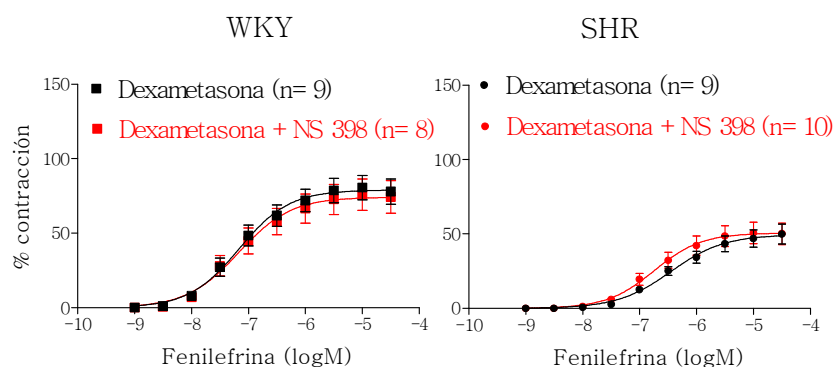 WKY
SHR
150
Dexametasona (n= 9)
Dexametasona + NS 398 (n= 8)
100
50
0
% contracción
-10 -9 -8 -7 -6 -5 -4
Fenilefrina (logM)
150
Dexametasona (n= 9)
Dexametasona + NS 398 (n= 10)
100
50
0
-10 -9 -8 -7 -6 -5 -4
Fenilefrina (logM)